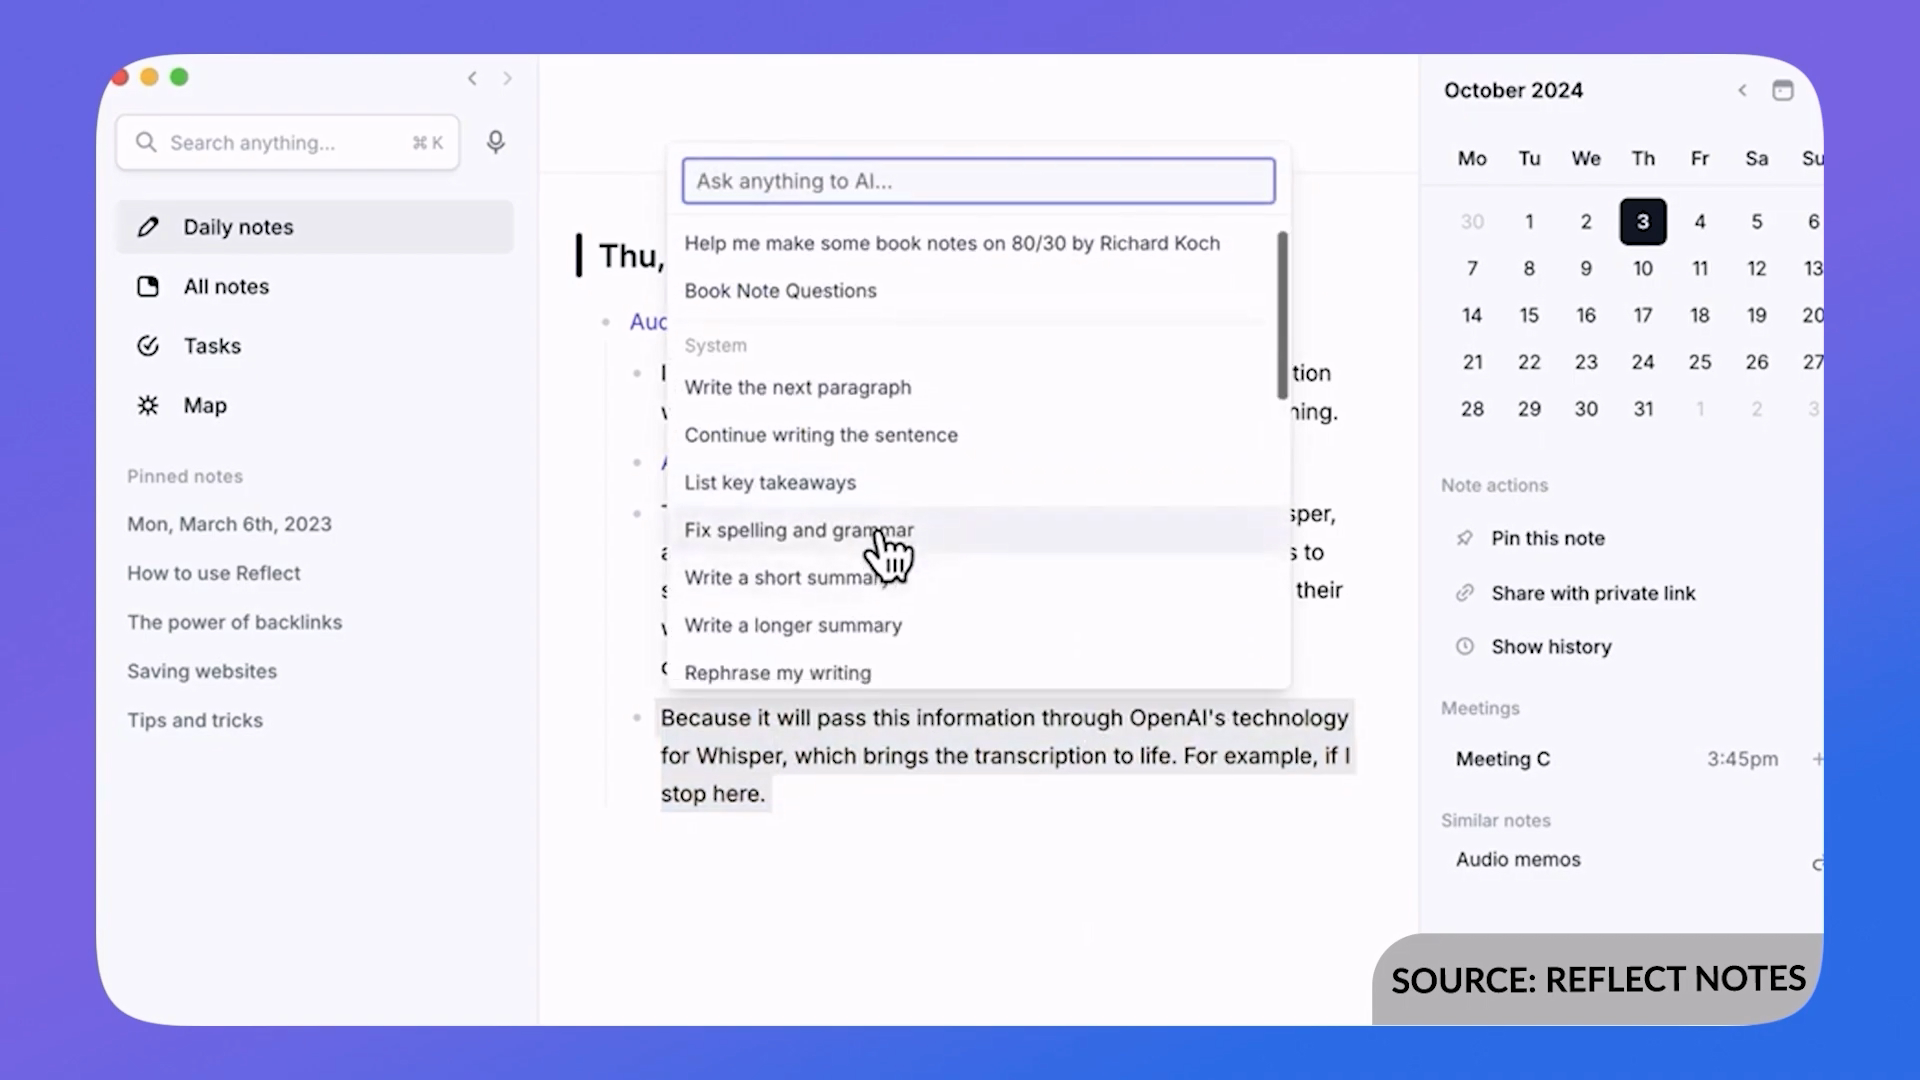 Search anything...
⌘ K
Daily notes
All notes
Tasks
Map
Pinned notes
Mon, March 6th, 2023
How to use Reflect
The power of backlinks
Saving websites
Tips and tricks
Ask anything to AI...
Help me make some book notes on 80/30 by Richard Koch
Book Note Questions
System
Write the next paragraph
Continue writing the sentence
List key takeaways
Fix spelling and grammar
Write a short summary
Write a longer summary
Rephrase my writing
Thu,
their
Because it will pass this information through OpenAI's technology
for Whisper, which brings the transcription to life. For example, if I
stop here.
October 2024
Mo Tu We Th Fr Sa Su
30 1 2 3 4 5 6
7 8 9 10 11 12 13
14 15 16 17 18 19 20
21 22 23 24 25 26 27
28 29 30 31 1 2 3
Note actions
Pin this note
Share with private link
Show history
Meetings
Meeting C 3:45pm
Similar notes
Audio memos
SOURCE: REFLECT NOTES